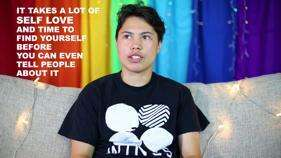 IT TAKES A LOT OF
SELF LOVE
AND TIME TO
FIND YOURSELF
BEFORE
YOU CAN EVEN
TELL PEOPLE
ABOUT IT